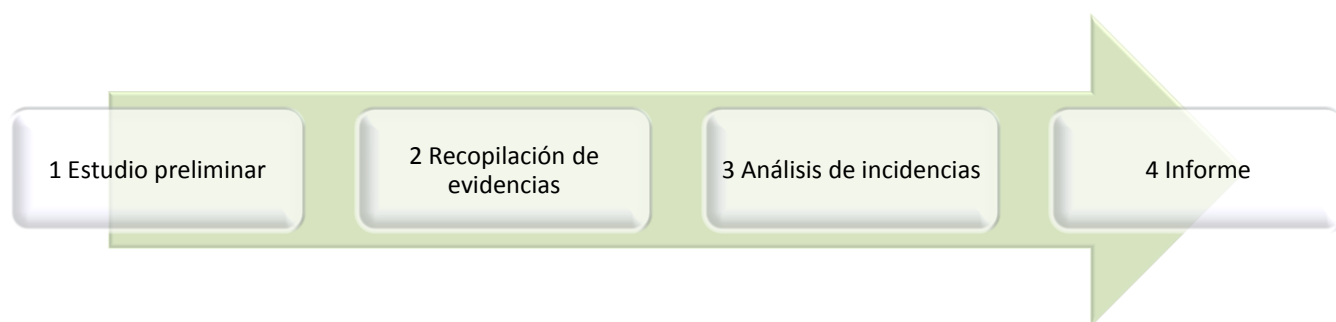 1 Estudio preliminar
2 Recopilación de
evidencias
3 Análisis de incidencias
4 Informe